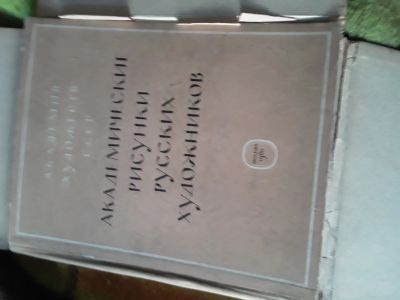 АКАДЕМИЯ
ХУДОЖЕСТВ
СССР
АКАДЕМИЧЕСКИЕ
РИСУНКИ
РУССКИХ
ХУДОЖНИКОВ